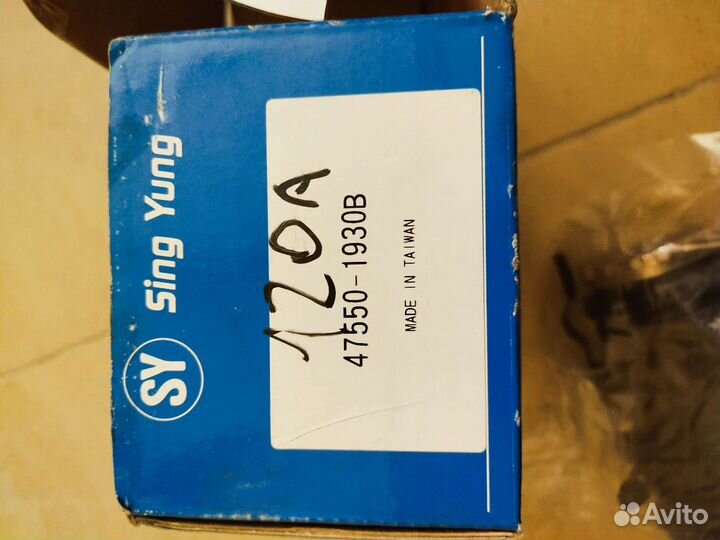 SY Sing Yung
120A
47550-1930B
MADE IN TAIWAN
Avito